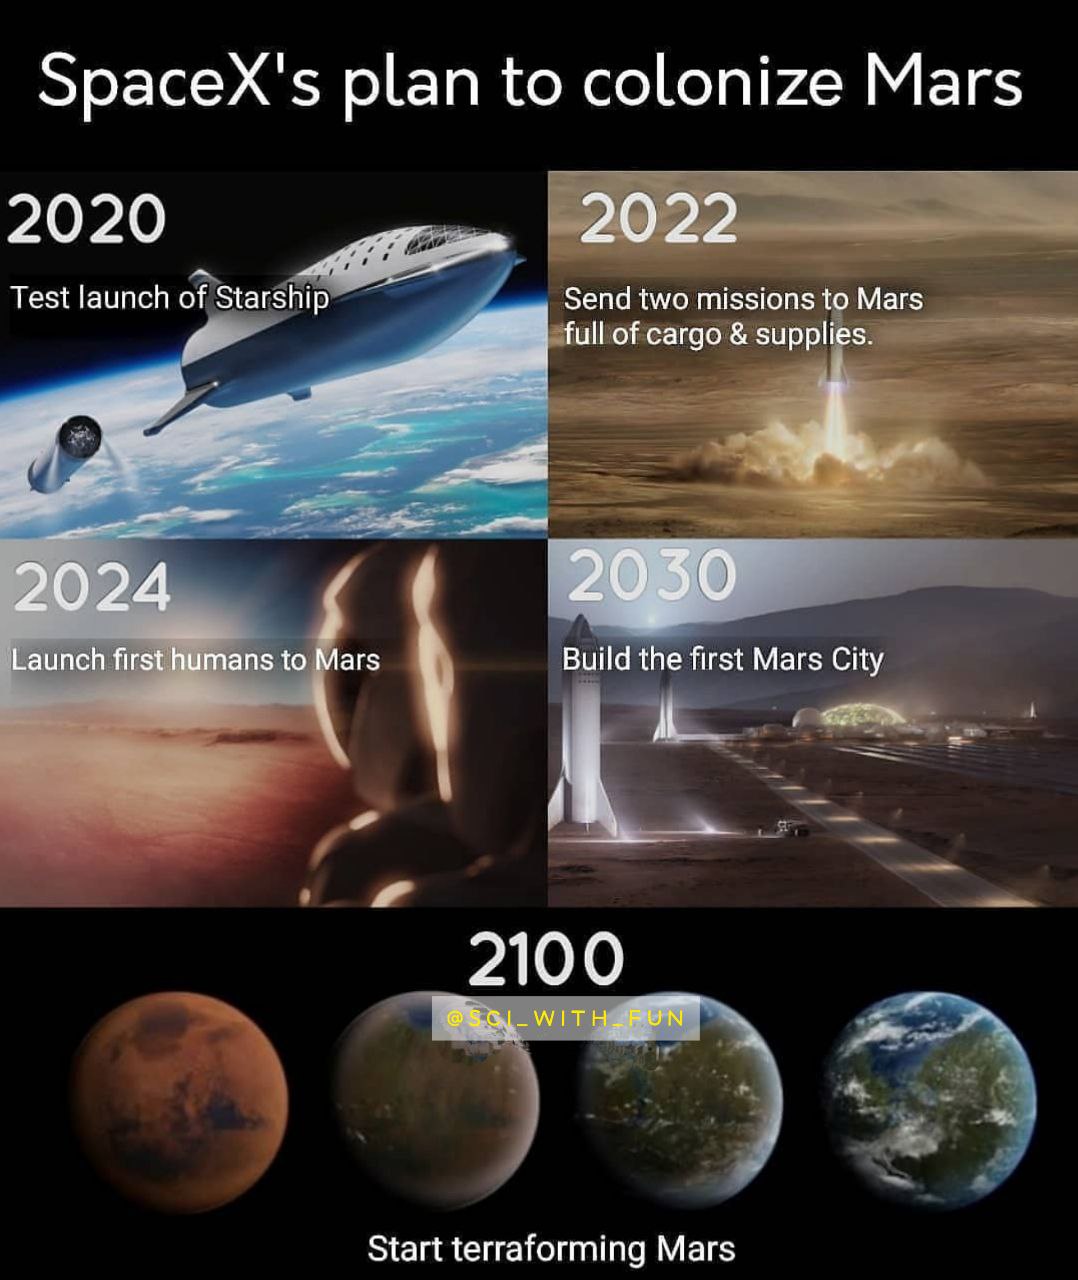 SpaceX's plan to colonize Mars
2020
Test launch of Starship
2022
Send two missions to Mars
full of cargo & supplies.
2024
Launch first humans to Mars
2030
Build the first Mars City
2100
@SCI_WITH_FUN
Start terraforming Mars